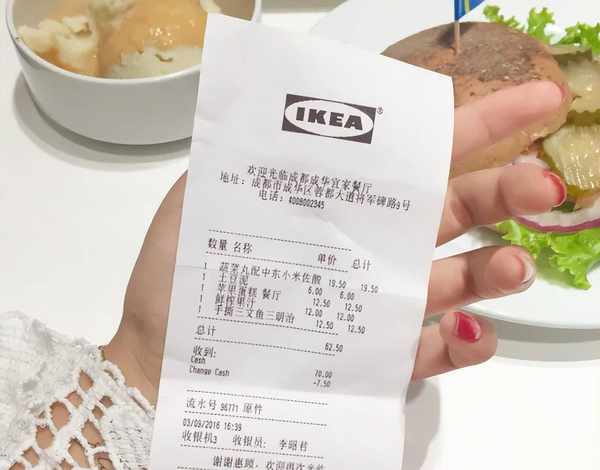 IKEA®
欢迎光临成都成华宜家餐厅
地址：成都市成华区蓉都大道将军碑路9号
电话：4008002345
数量 名称 单价 总计
1 蔬菜丸配中东小米佐酸 19.50 19.50
1 土豆泥 6.00 6.00
1 苹果蛋糕 餐厅 12.50 12.50
1 鲜榨果汁 12.00 12.00
1 手撕三文鱼三明治 12.50 12.50
总计 62.50
收到:
Cash 70.00
Change Cash -7.50
流水号 96771 原件
03/09/2016 16:39
收银机3 收银员: 李昭君
谢谢惠顾，欢迎再次光临